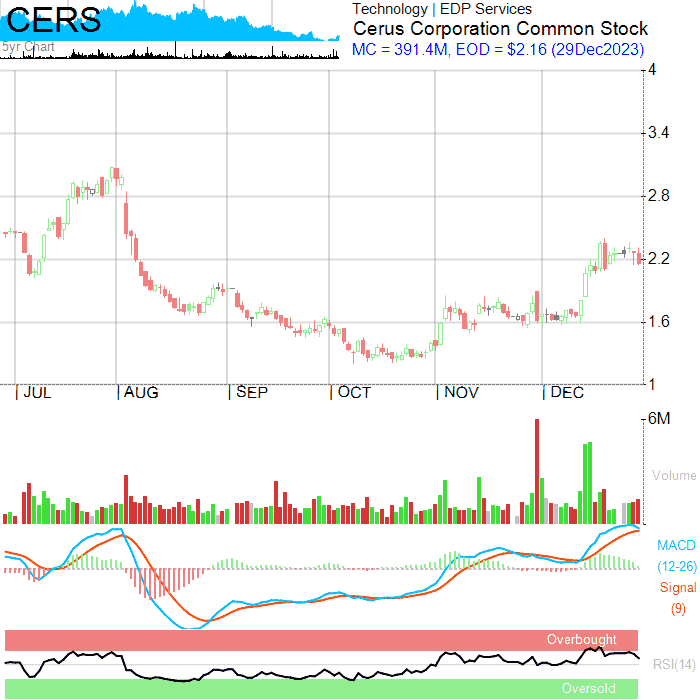 CERS
5yr Chart
Technology | EDP Services
Cerus Corporation Common Stock
MC = 391.4M, EOD = $2.16 (29Dec2023)
4
3.4
2.8
2.2
1.6
1
JUL AUG SEP OCT NOV DEC
6M
Volume
MACD
(12-26)
Signal
(9)
Overbought
RSI(14)
Oversold